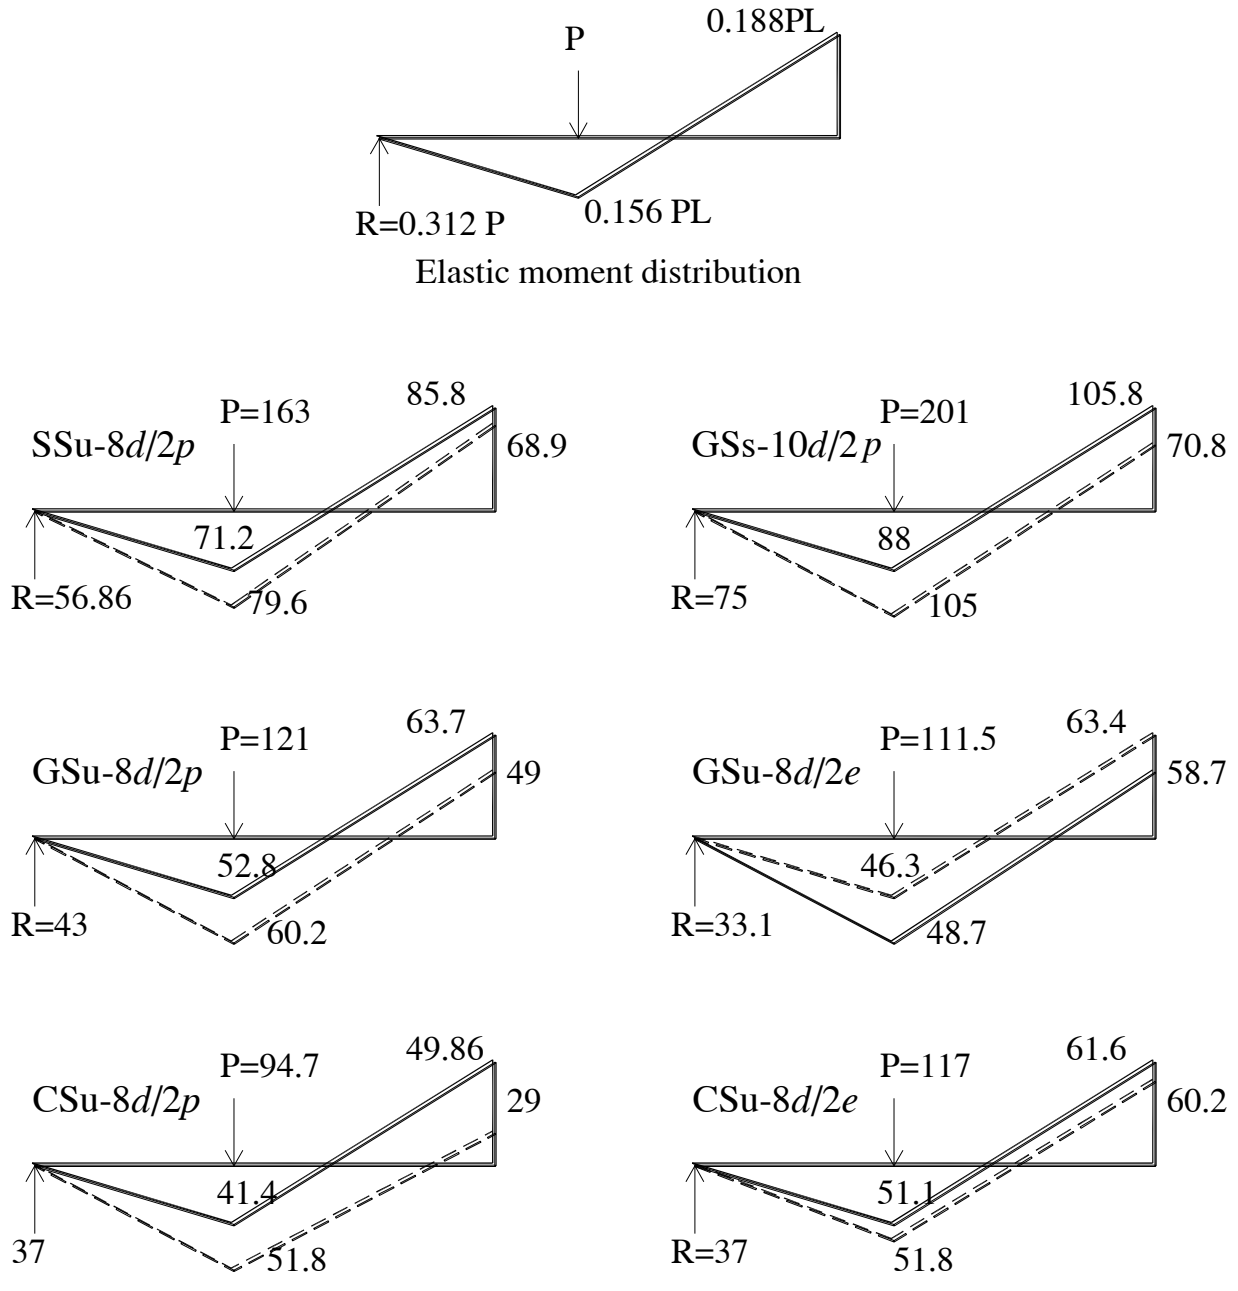 0.188PL
P
R=0.312 P
0.156 PL
Elastic moment distribution
SSu-8d/2p
P=163
85.8
68.9
71.2
R=56.86
79.6
GSs-10d/2p
P=201
105.8
70.8
88
R=75
105
GSu-8d/2p
P=121
63.7
49
52.8
R=43
60.2
GSu-8d/2e
P=111.5
63.4
58.7
46.3
R=33.1
48.7
CSu-8d/2p
P=94.7
49.86
29
41.4
37
51.8
CSu-8d/2e
P=117
61.6
60.2
51.1
R=37
51.8